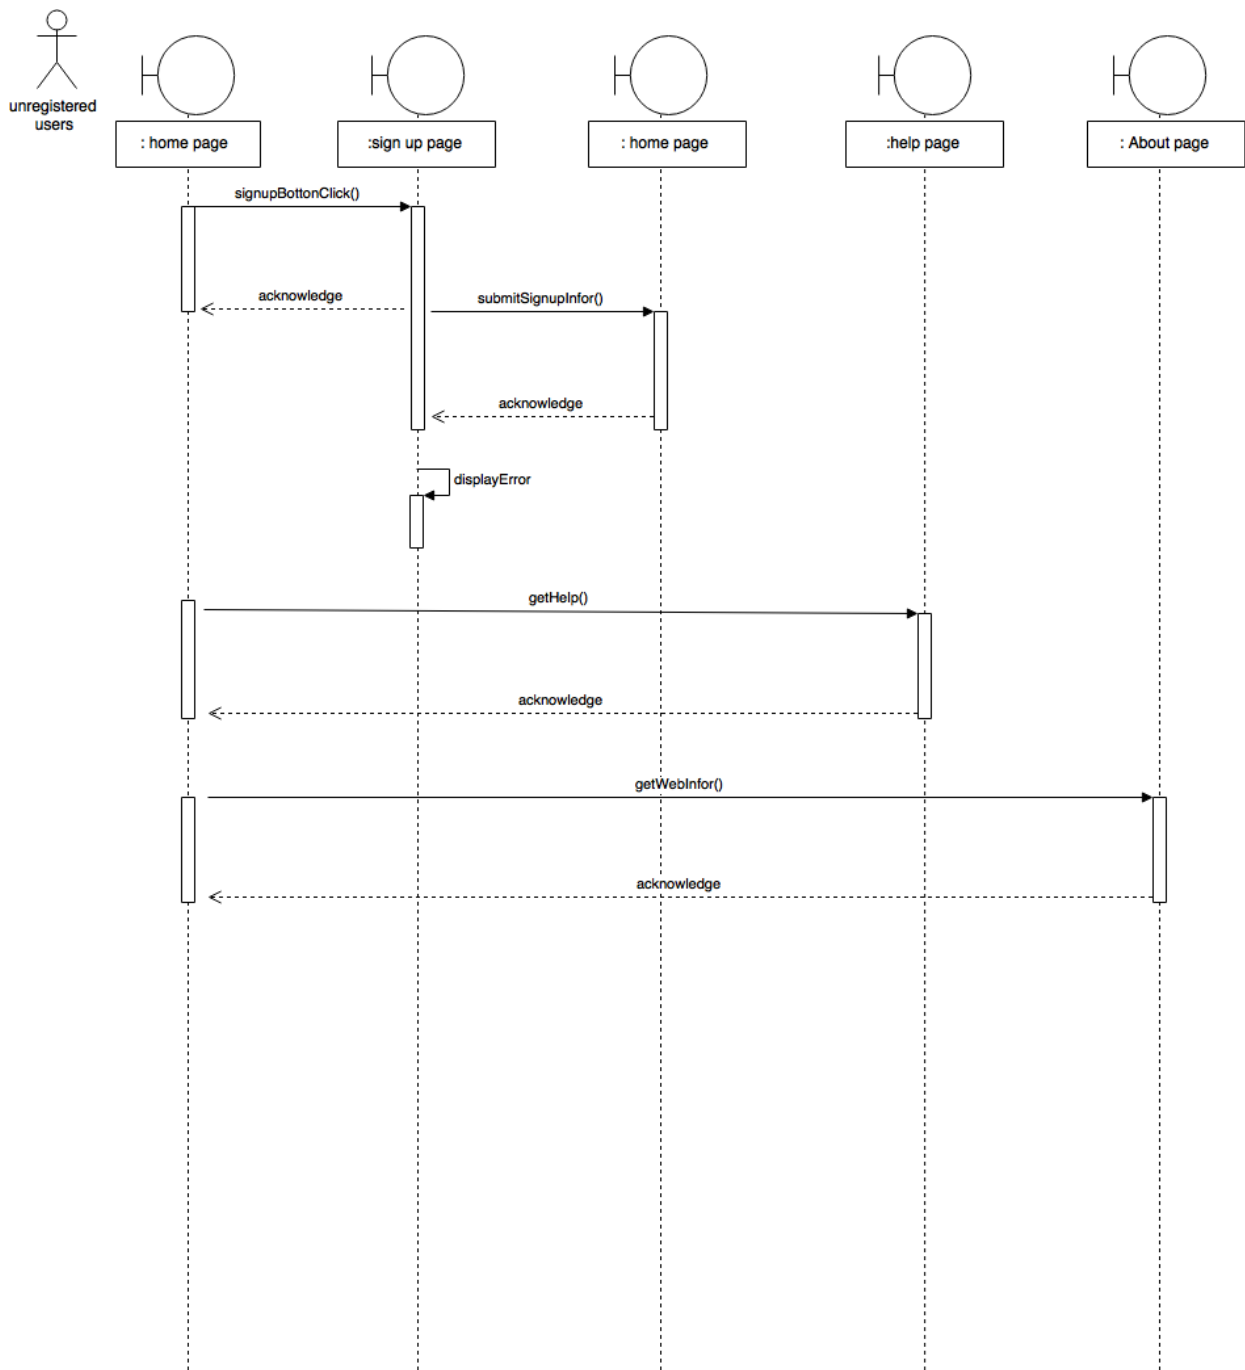 unregistered
users
: home page
:sign up page
: home page
:help page
: About page
signupBottonClick()
acknowledge
submitSignupInfor()
acknowledge
displayError
getHelp()
acknowledge
getWebInfor()
acknowledge